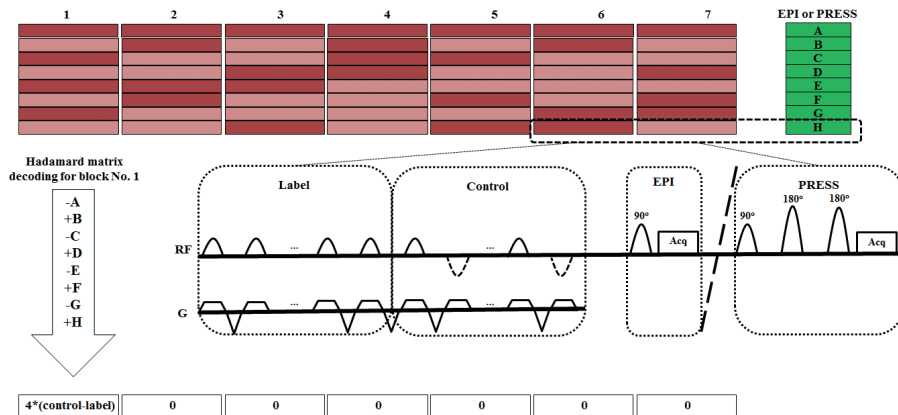 1 2 3 4 5 6 7 EPI or PRESS
A
B
C
D
E
F
G
H
Hadamard matrix
decoding for block No. 1
-A
+B
-C
+D
-E
+F
-G
+H
Label Control EPI PRESS
90° 90° 180° 180°
RF ... ... Acq Acq
G ... ...
4*(control-label) 0 0 0 0 0 0